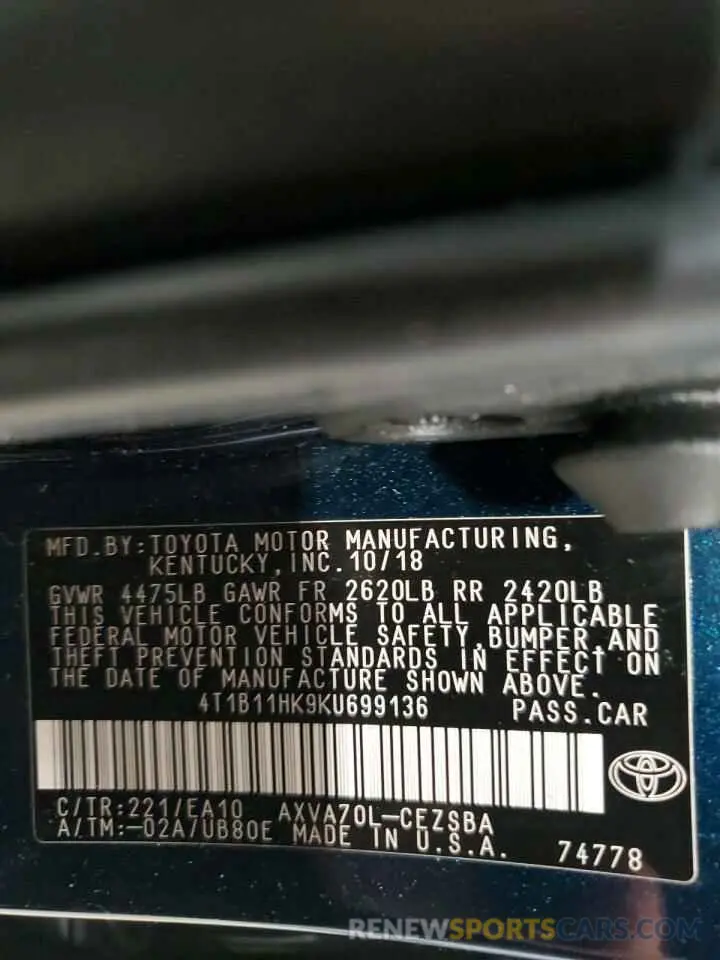 MFD.BY:TOYOTA MOTOR MANUFACTURING,
KENTUCKY,INC.10/18
GVWR 4475LB GAWR FR 2620LB RR 2420LB
THIS VEHICLE CONFORMS TO ALL APPLICABLE
FEDERAL MOTOR VEHICLE SAFETY,BUMPER,AND
THEFT PREVENTION STANDARDS IN EFFECT ON
THE DATE OF MANUFACTURE SHOWN ABOVE.
4T1B11HK9KU699136 PASS.CAR
C/TR:221/EA10 AXVA70L-CEZSBA
A/TM:-02A/UB80E MADE IN U.S.A. 74778
RENEWSPORTSCARS.COM